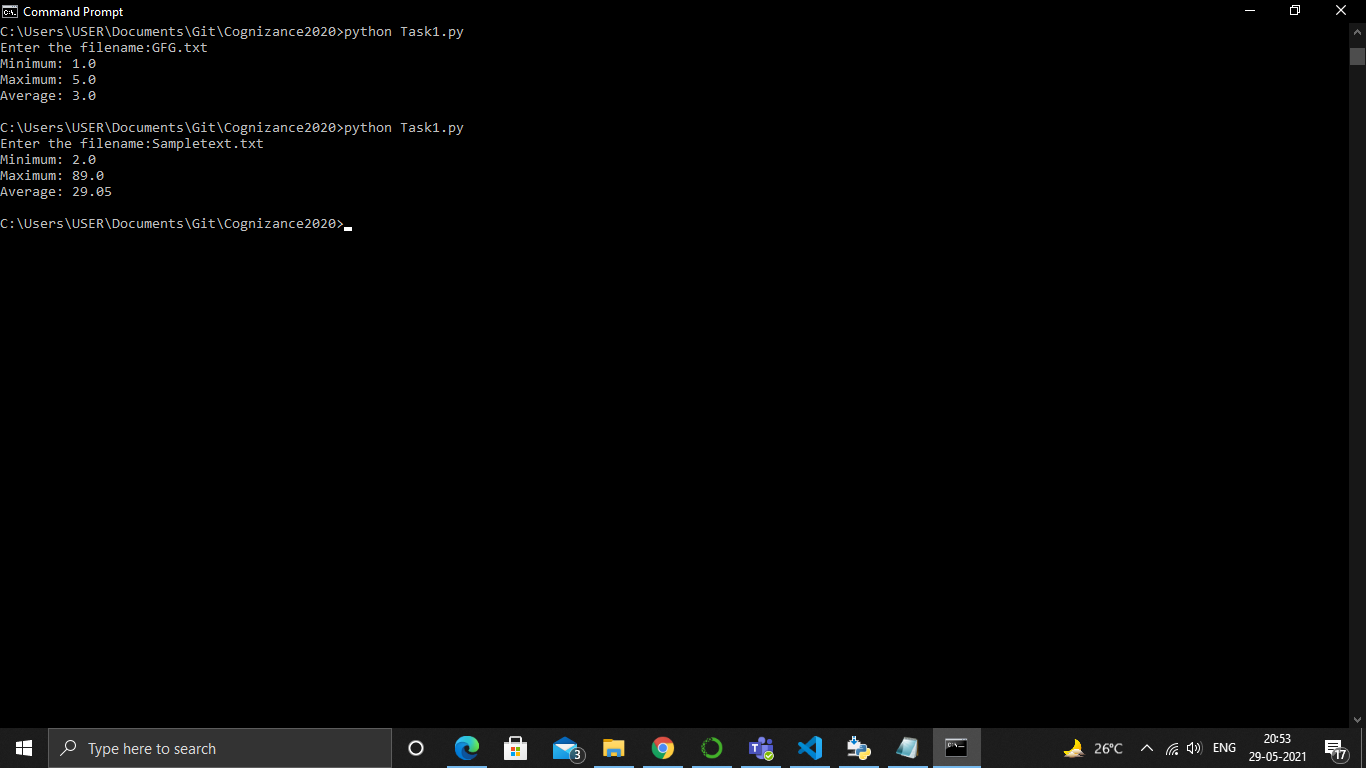 Command Prompt
C:\Users\USER\Documents\Git\Cognizance2020>python Task1.py
Enter the filename:GFG.txt
Minimum: 1.0
Maximum: 5.0
Average: 3.0
C:\Users\USER\Documents\Git\Cognizance2020>python Task1.py
Enter the filename:Sampletext.txt
Minimum: 2.0
Maximum: 89.0
Average: 29.05
C:\Users\USER\Documents\Git\Cognizance2020>
Type here to search
3
26°C
ENG
20:53
29-05-2021
17